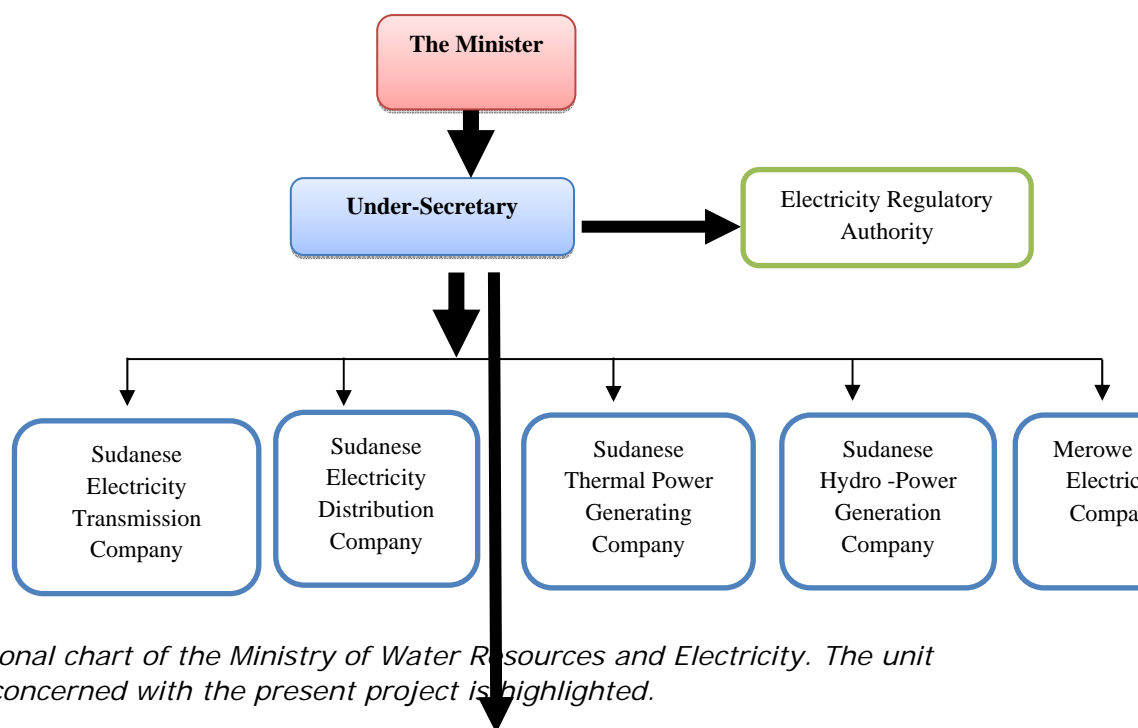 The Minister
Under-Secretary
Electricity Regulatory
Authority
Sudanese
Electricity
Transmission
Company
Sudanese
Electricity
Distribution
Company
Sudanese
Thermal Power
Generating
Company
Sudanese
Hydro -Power
Generation
Company
Merowe
Electric
Compa
onal chart of the Ministry of Water Resources and Electricity. The unit
concerned with the present project is highlighted.